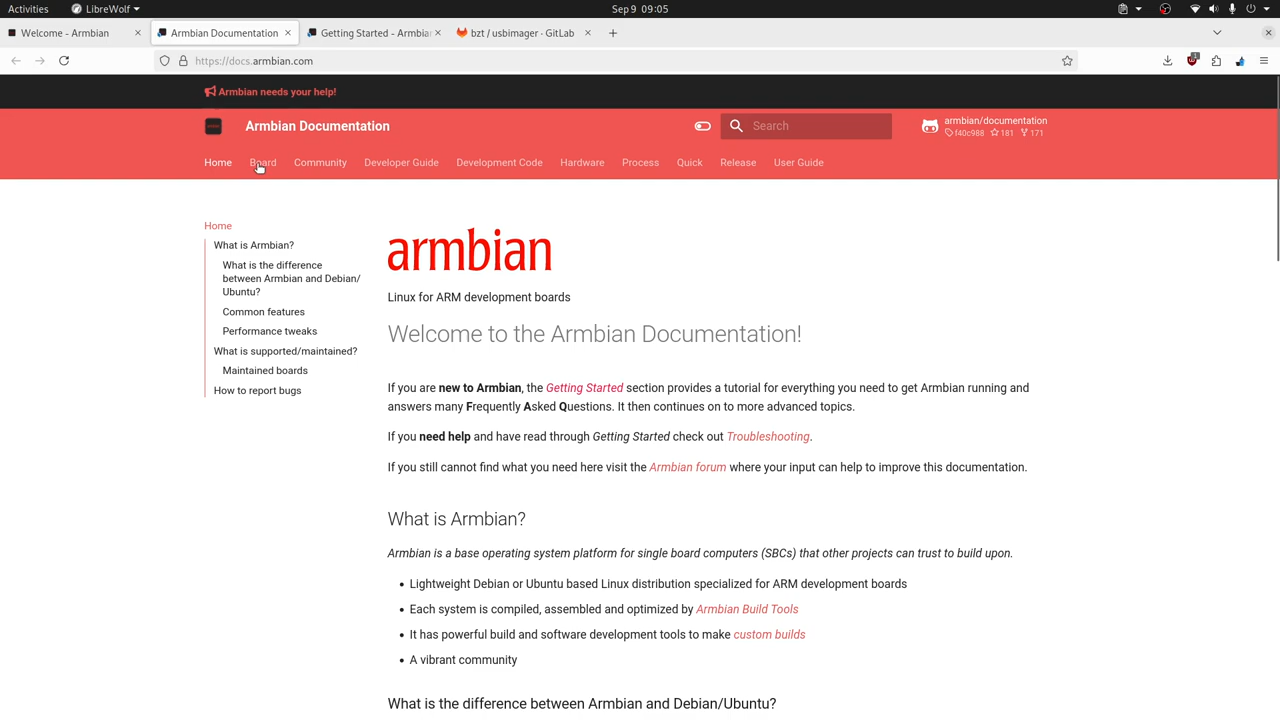 Activities LibreWolf Sep 9 09:05
Welcome - Armbian Armbian Documentation Getting Started - Armbian bzt / usbimager · GitLab
https://docs.armbian.com 1
Armbian needs your help!
Armbian Documentation Search armbian/documentation
f40c988 181 171
Home Board Community Developer Guide Development Code Hardware Process Quick Release User Guide
Home
What is Armbian?
What is the difference
between Armbian and Debian/
Ubuntu?
Common features
Performance tweaks
What is supported/maintained?
Maintained boards
How to report bugs
armbian
Linux for ARM development boards
Welcome to the Armbian Documentation!
If you are new to Armbian, the Getting Started section provides a tutorial for everything you need to get Armbian running and
answers many Frequently Asked Questions. It then continues on to more advanced topics.
If you need help and have read through Getting Started check out Troubleshooting.
If you still cannot find what you need here visit the Armbian forum where your input can help to improve this documentation.
What is Armbian?
Armbian is a base operating system platform for single board computers (SBCs) that other projects can trust to build upon.
• Lightweight Debian or Ubuntu based Linux distribution specialized for ARM development boards
• Each system is compiled, assembled and optimized by Armbian Build Tools
• It has powerful build and software development tools to make custom builds
• A vibrant community
What is the difference between Armbian and Debian/Ubuntu?